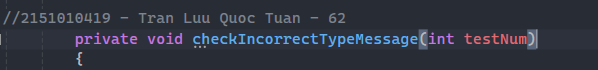 //2151010419 - Tran Luu Quoc Tuan - 62
private void checkIncorrectTypeMessage(int testNum)
{